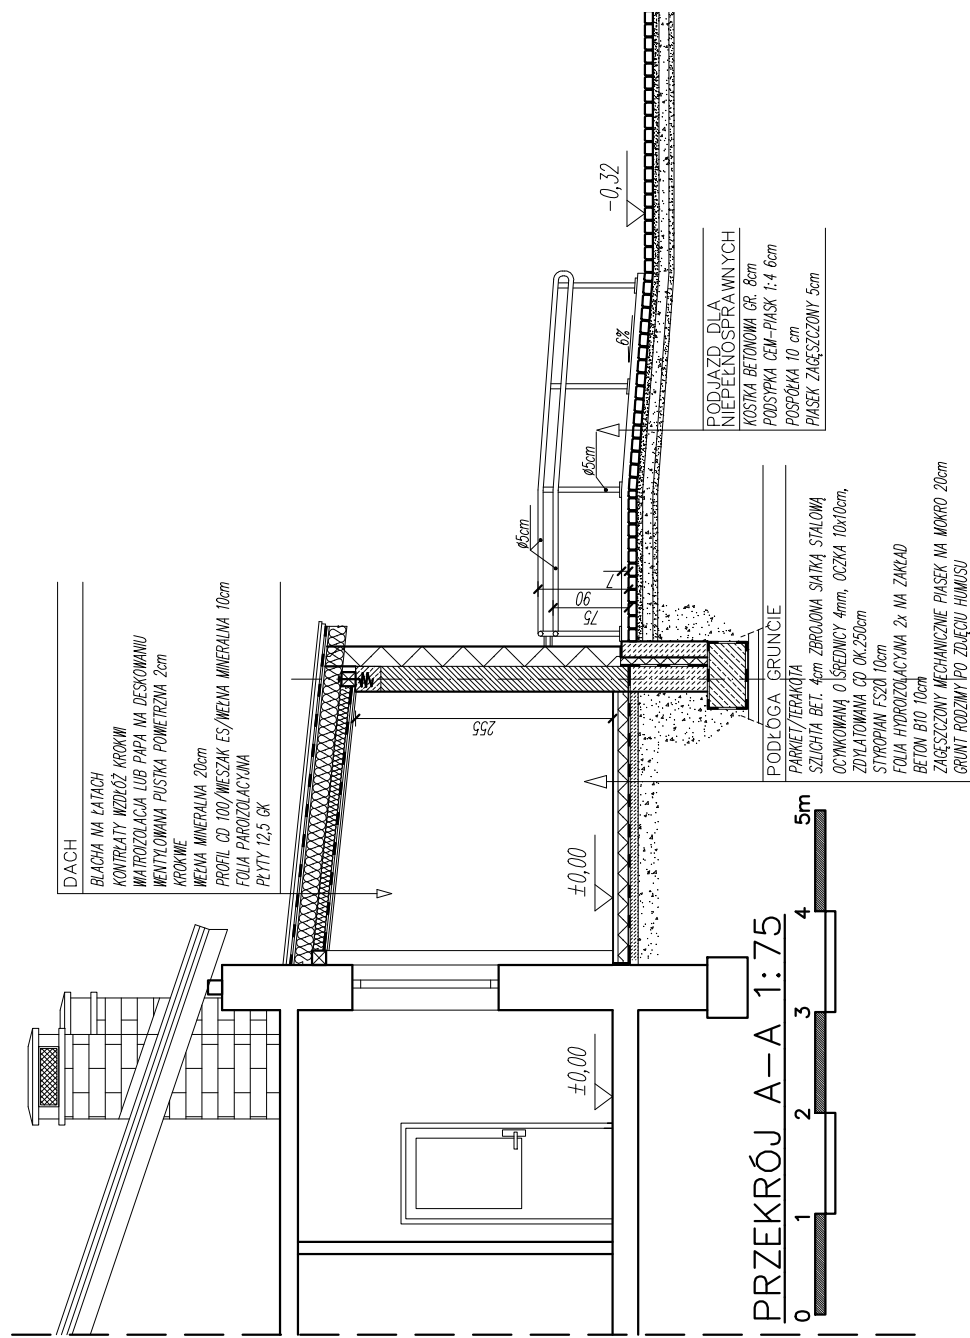 DACH
BLACHA NA ŁATACH
KONTRŁATY WZDŁÓŻ KROKWI
WIATROIZOLACJA LUB PAPA NA DESKOWANIU
WENTYLOWANA PUSTKA POWIETRZNA 2cm
KROKWIE
WEŁNA MINERALNA 20cm
PROFIL CD 100/WIESZAK ES/WEŁNA MINERALNA 10cm
FOLIA PAROIZOLACYJNA
PŁYTY 12,5 GK
±0,00
±0,00
255
75
90
7
ø5cm
ø5cm
6%
-0,32
PODJAZD DLA
NIEPEŁNOSPRAWNYCH
KOSTKA BETONOWA GR. 8cm
PODSYPKA CEM-PIASK 1:4 6cm
POSPÓŁKA 10 cm
PIASEK ZAGĘSZCZONY 5cm
PODŁOGA GRUNCIE
PARKIET/TERAKOTA
SZLICHTA BET. 4cm ZBROJONA SIATKĄ STALOWĄ
OCYNKOWANĄ O ŚREDNICY 4mm, OCZKA 10x10cm,
ZDYLATOWANA CO OK.250cm
STYROPIAN FS20 10cm
FOLIA HYDROIZOLACYJNA 2x NA ZAKŁAD
BETON B10 10cm
ZAGĘSZCZONY MECHANICZNIE PIASEK NA MOKRO 20cm
GRUNT RODZIMY PO ZDJĘCIU HUMUSU
PRZEKRÓJ A-A 1:75
0 1 2 3 4 5m